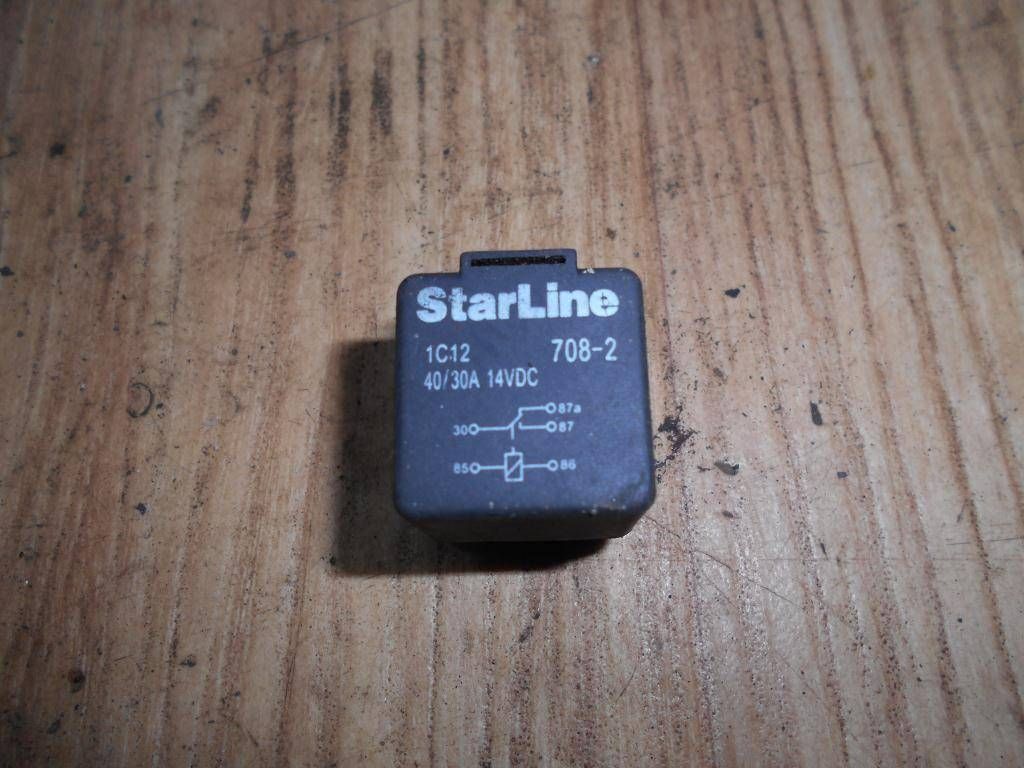 StarLine
1C12 708-2
40/30A 14VDC
87a
30 87
85 86